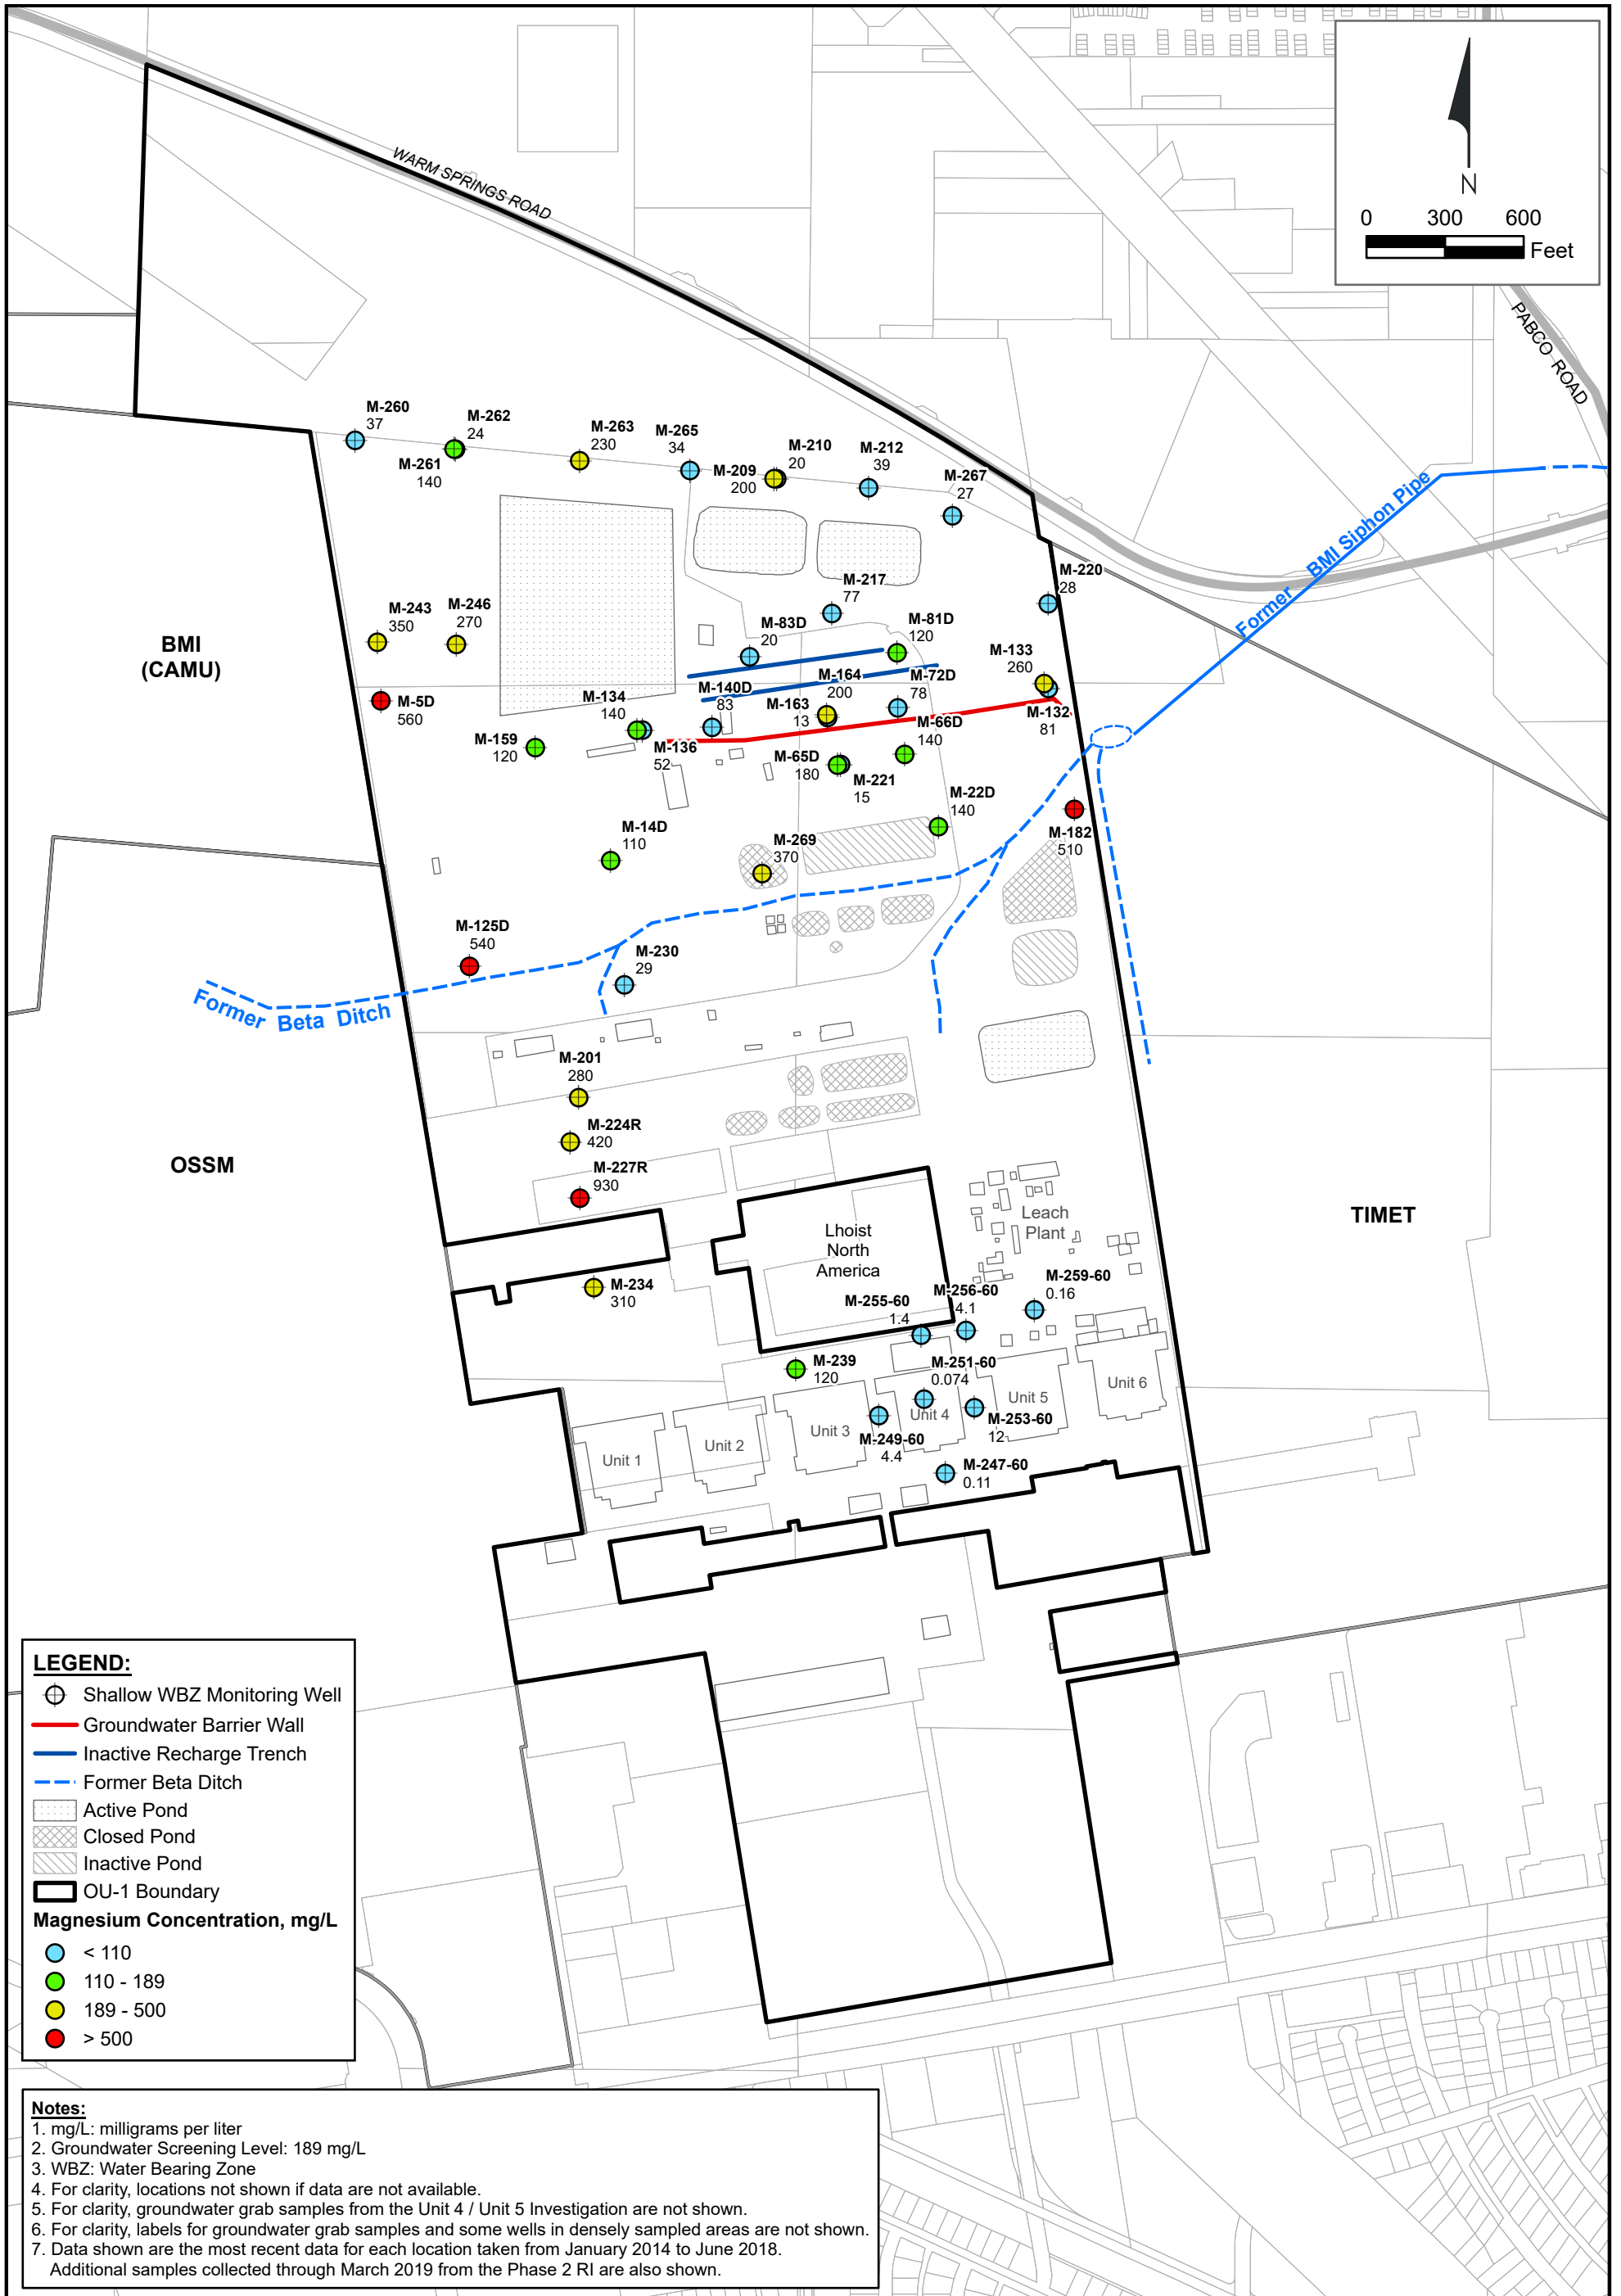 WARM SPRINGS ROAD
N
0 300 600
Feet
PABCO ROAD
M-260
37
M-262
24
M-261
140
M-263
230
M-265
34
M-209
200
M-210
20
M-212
39
M-267
27
BMI Siphon Pipe
Former
M-220
28
M-217
77
M-243
350
M-246
270
M-83D
20
M-81D
120
BMI
(CAMU)
M-133
260
M-5D
560
M-134
140
M-140D
83
M-164
200
M-72D
78
M-163
13
M-132
81
M-159
120
M-136
52
M-66D
140
M-65D
180
M-221
15
M-22D
140
M-182
510
M-14D
110
M-269
370
M-125D
540
M-230
29
Former Beta Ditch
M-201
280
M-224R
420
OSSM
M-227R
930
TIMET
Lhoist
North
America
Leach
Plant
M-234
310
M-259-60
0.16
M-256-60
4.1
M-255-60
1.4
M-239
120
M-251-60
0.074
Unit 6
Unit 5
M-253-60
12
Unit 4
Unit 3
M-249-60
4.4
Unit 2
Unit 1
M-247-60
0.11
LEGEND:
Shallow WBZ Monitoring Well
Groundwater Barrier Wall
Inactive Recharge Trench
Former Beta Ditch
Active Pond
Closed Pond
Inactive Pond
OU-1 Boundary
Magnesium Concentration, mg/L
< 110
110 - 189
189 - 500
> 500
Notes:
1. mg/L: milligrams per liter
2. Groundwater Screening Level: 189 mg/L
3. WBZ: Water Bearing Zone
4. For clarity, locations not shown if data are not available.
5. For clarity, groundwater grab samples from the Unit 4 / Unit 5 Investigation are not shown.
6. For clarity, labels for groundwater grab samples and some wells in densely sampled areas are not shown.
7. Data shown are the most recent data for each location taken from January 2014 to June 2018.
Additional samples collected through March 2019 from the Phase 2 RI are also shown.